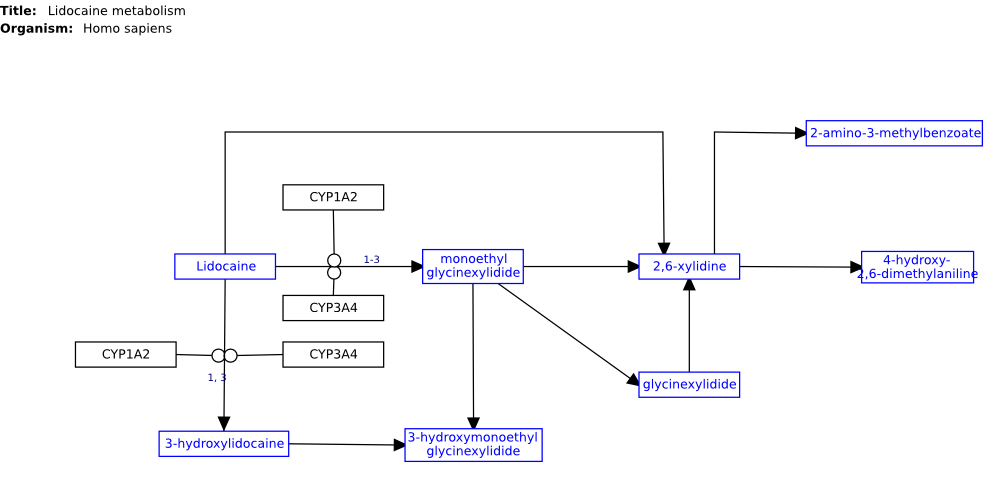 Title: Lidocaine metabolism
Organism: Homo sapiens
2-amino-3-methylbenzoate
CYP1A2
1-3
Lidocaine
monoethyl
glycinexylidide
2,6-xylidine
4-hydroxy-
2,6-dimethylaniline
CYP3A4
CYP1A2
CYP3A4
1, 3
glycinexylidide
3-hydroxylidocaine
3-hydroxymonoethyl
glycinexylidide